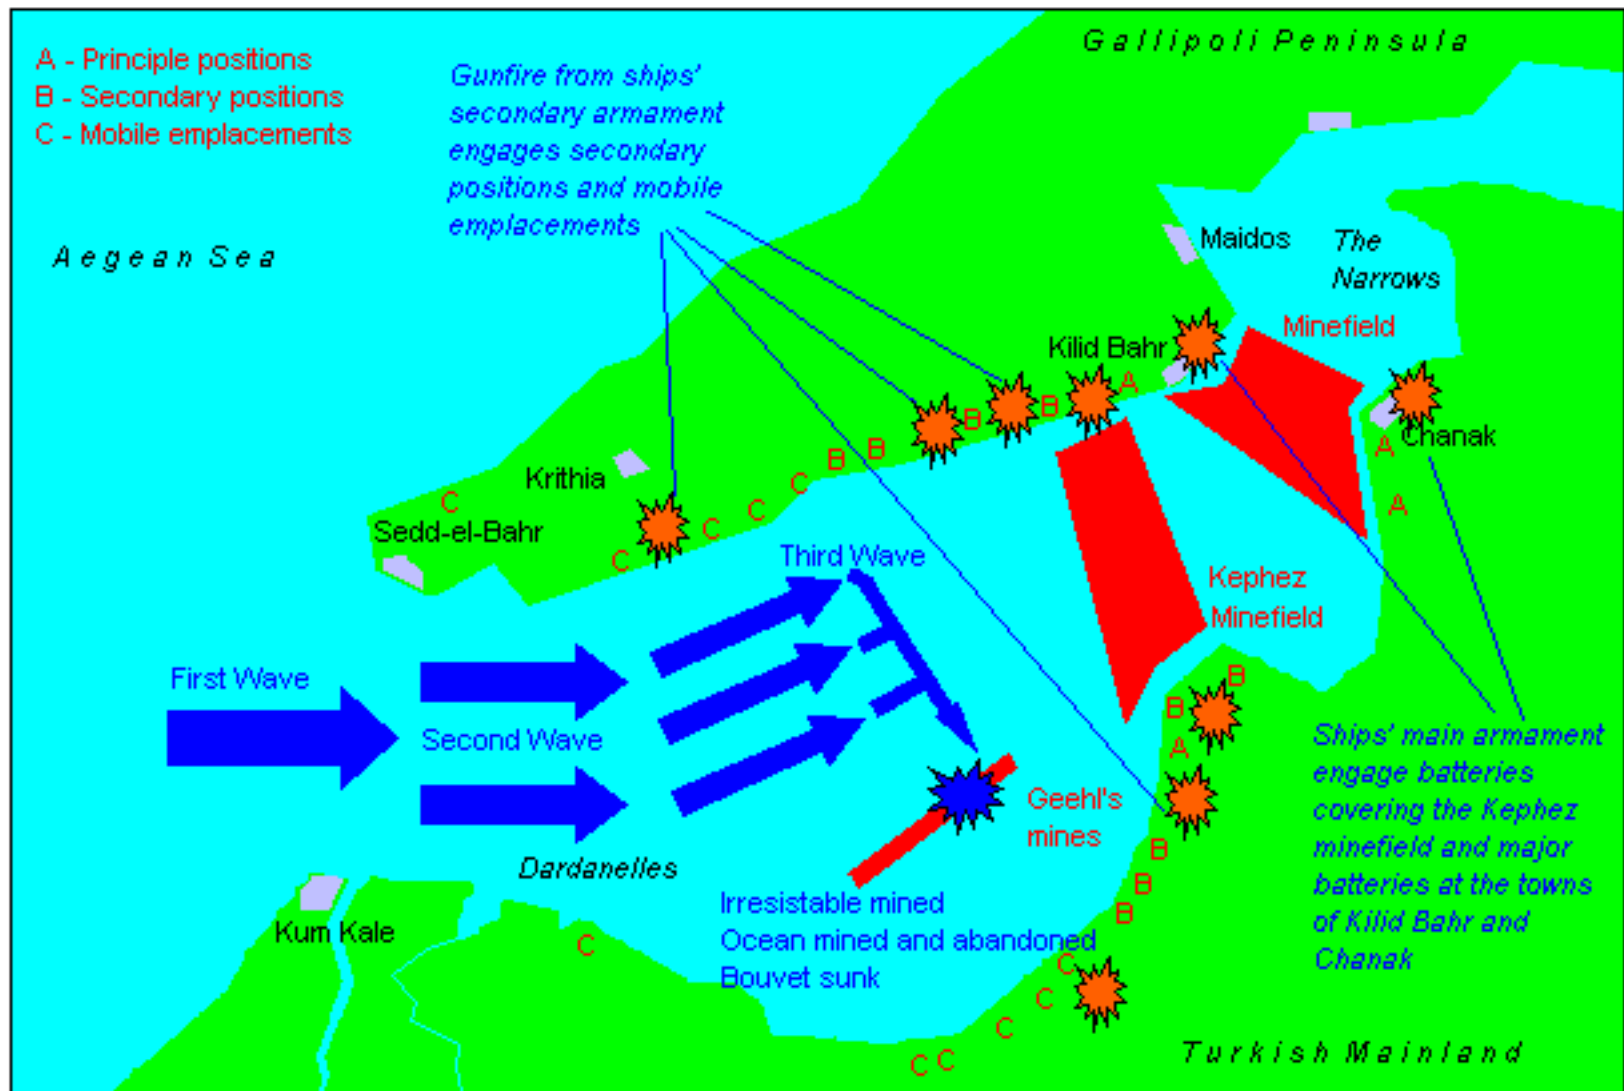 A - Principle positions
B - Secondary positions
C - Mobile emplacements
Gunfire from ships'
secondary armament
engages secondary
positions and mobile
emplacements
Gallipoli Peninsula
Aegean Sea
Maidos
The
Narrows
Minefield
Kilid Bahr
A
B
B
Chanak
A
B
B
Krithia
C
C
A
C
Sedd-el-Bahr
C
C
Third Wave
Kephez
Minefield
First Wave
B
B
Second Wave
A
Ships' main armament
engage batteries
covering the Kephez
minefield and major
batteries at the towns
of Kilid Bahr and
Chanak
Geehl's
mines
B
Dardanelles
B
Irresistable mined
B
Kum Kale
Ocean mined and abandoned
C
C
Bouvet sunk
C
C
C C
Turkish Mainland